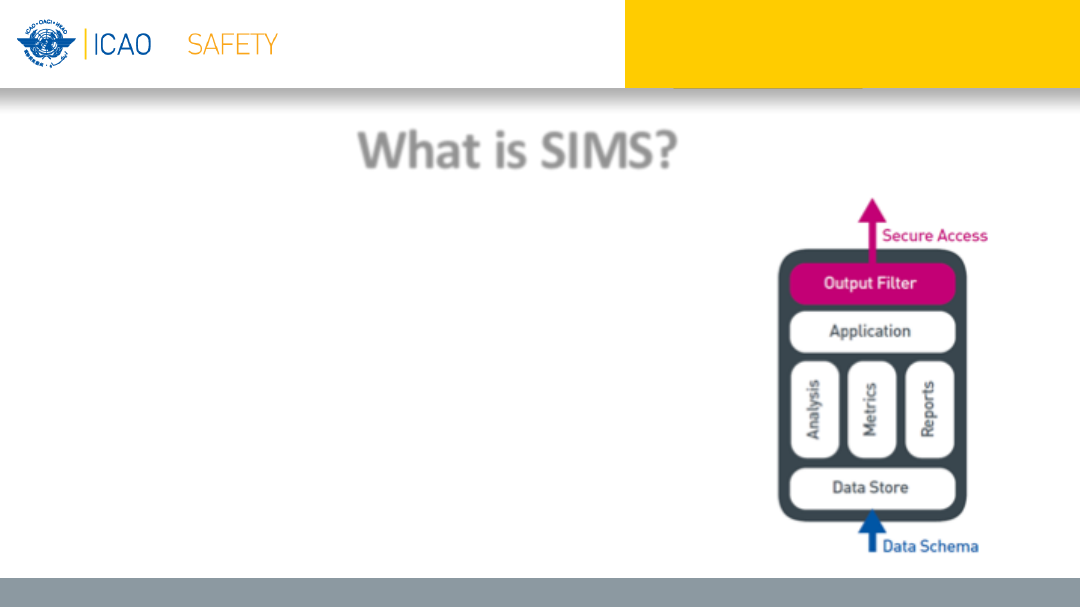 ICAO SAFETY
What is SIMS?
Secure Access
Output Filter
Application
Analysis
Metrics
Reports
Data Store
Data Schema